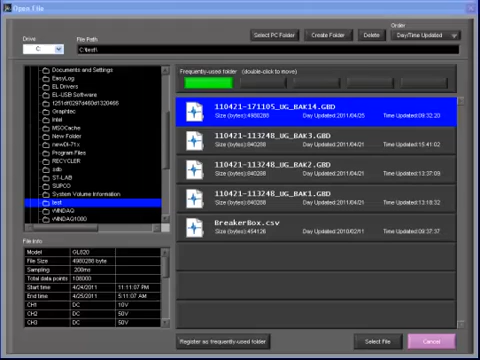 Open File
Drive
C:
File Path
C:\test\
Select PC Folder
Create Folder
Delete
Order
Day/Time Updated
Documents and Settings
EasyLog
EL Drivers
EL-USB Software
Graphtec
Intel
MSOCache
New Folder
newDI-71x
Program Files
RECYCLER
sdb
ST-LAB
SUPCO
System Volume Information
test
WINDAQ
WINDAQ1000
Frequently-used folder (double-click to move)
110421-171105_UG_BAK14.GBD
Size (bytes):4980286 Day Updated:2011/04/25 Time Updated:09:32:20
110421-113248_UG_BAK3.GBD
Size (bytes):840288 Day Updated:2011/04/21 Time Updated:15:41:02
110421-113248_UG_BAK2.GBD
Size (bytes):840288 Day Updated:2011/04/21 Time Updated:13:37:09
110421-113248_UG_BAK1.GBD
Size (bytes):840288 Day Updated:2011/04/21 Time Updated:13:18:32
BreakerBox.csv
Size (bytes):454126 Day Updated:2010/02/11 Time Updated:09:37:37
File Info
Model GL820
File Size 4980286 byte
Sampling 200ms
Total data points 108000
Start time 4/24/2011 11:11:07 PM
End time 4/25/2011 5:11:07 AM
CH1 DC 10V
CH2 DC 50V
CH3 DC 50V
Register as frequently-used folder
Select File
Cancel